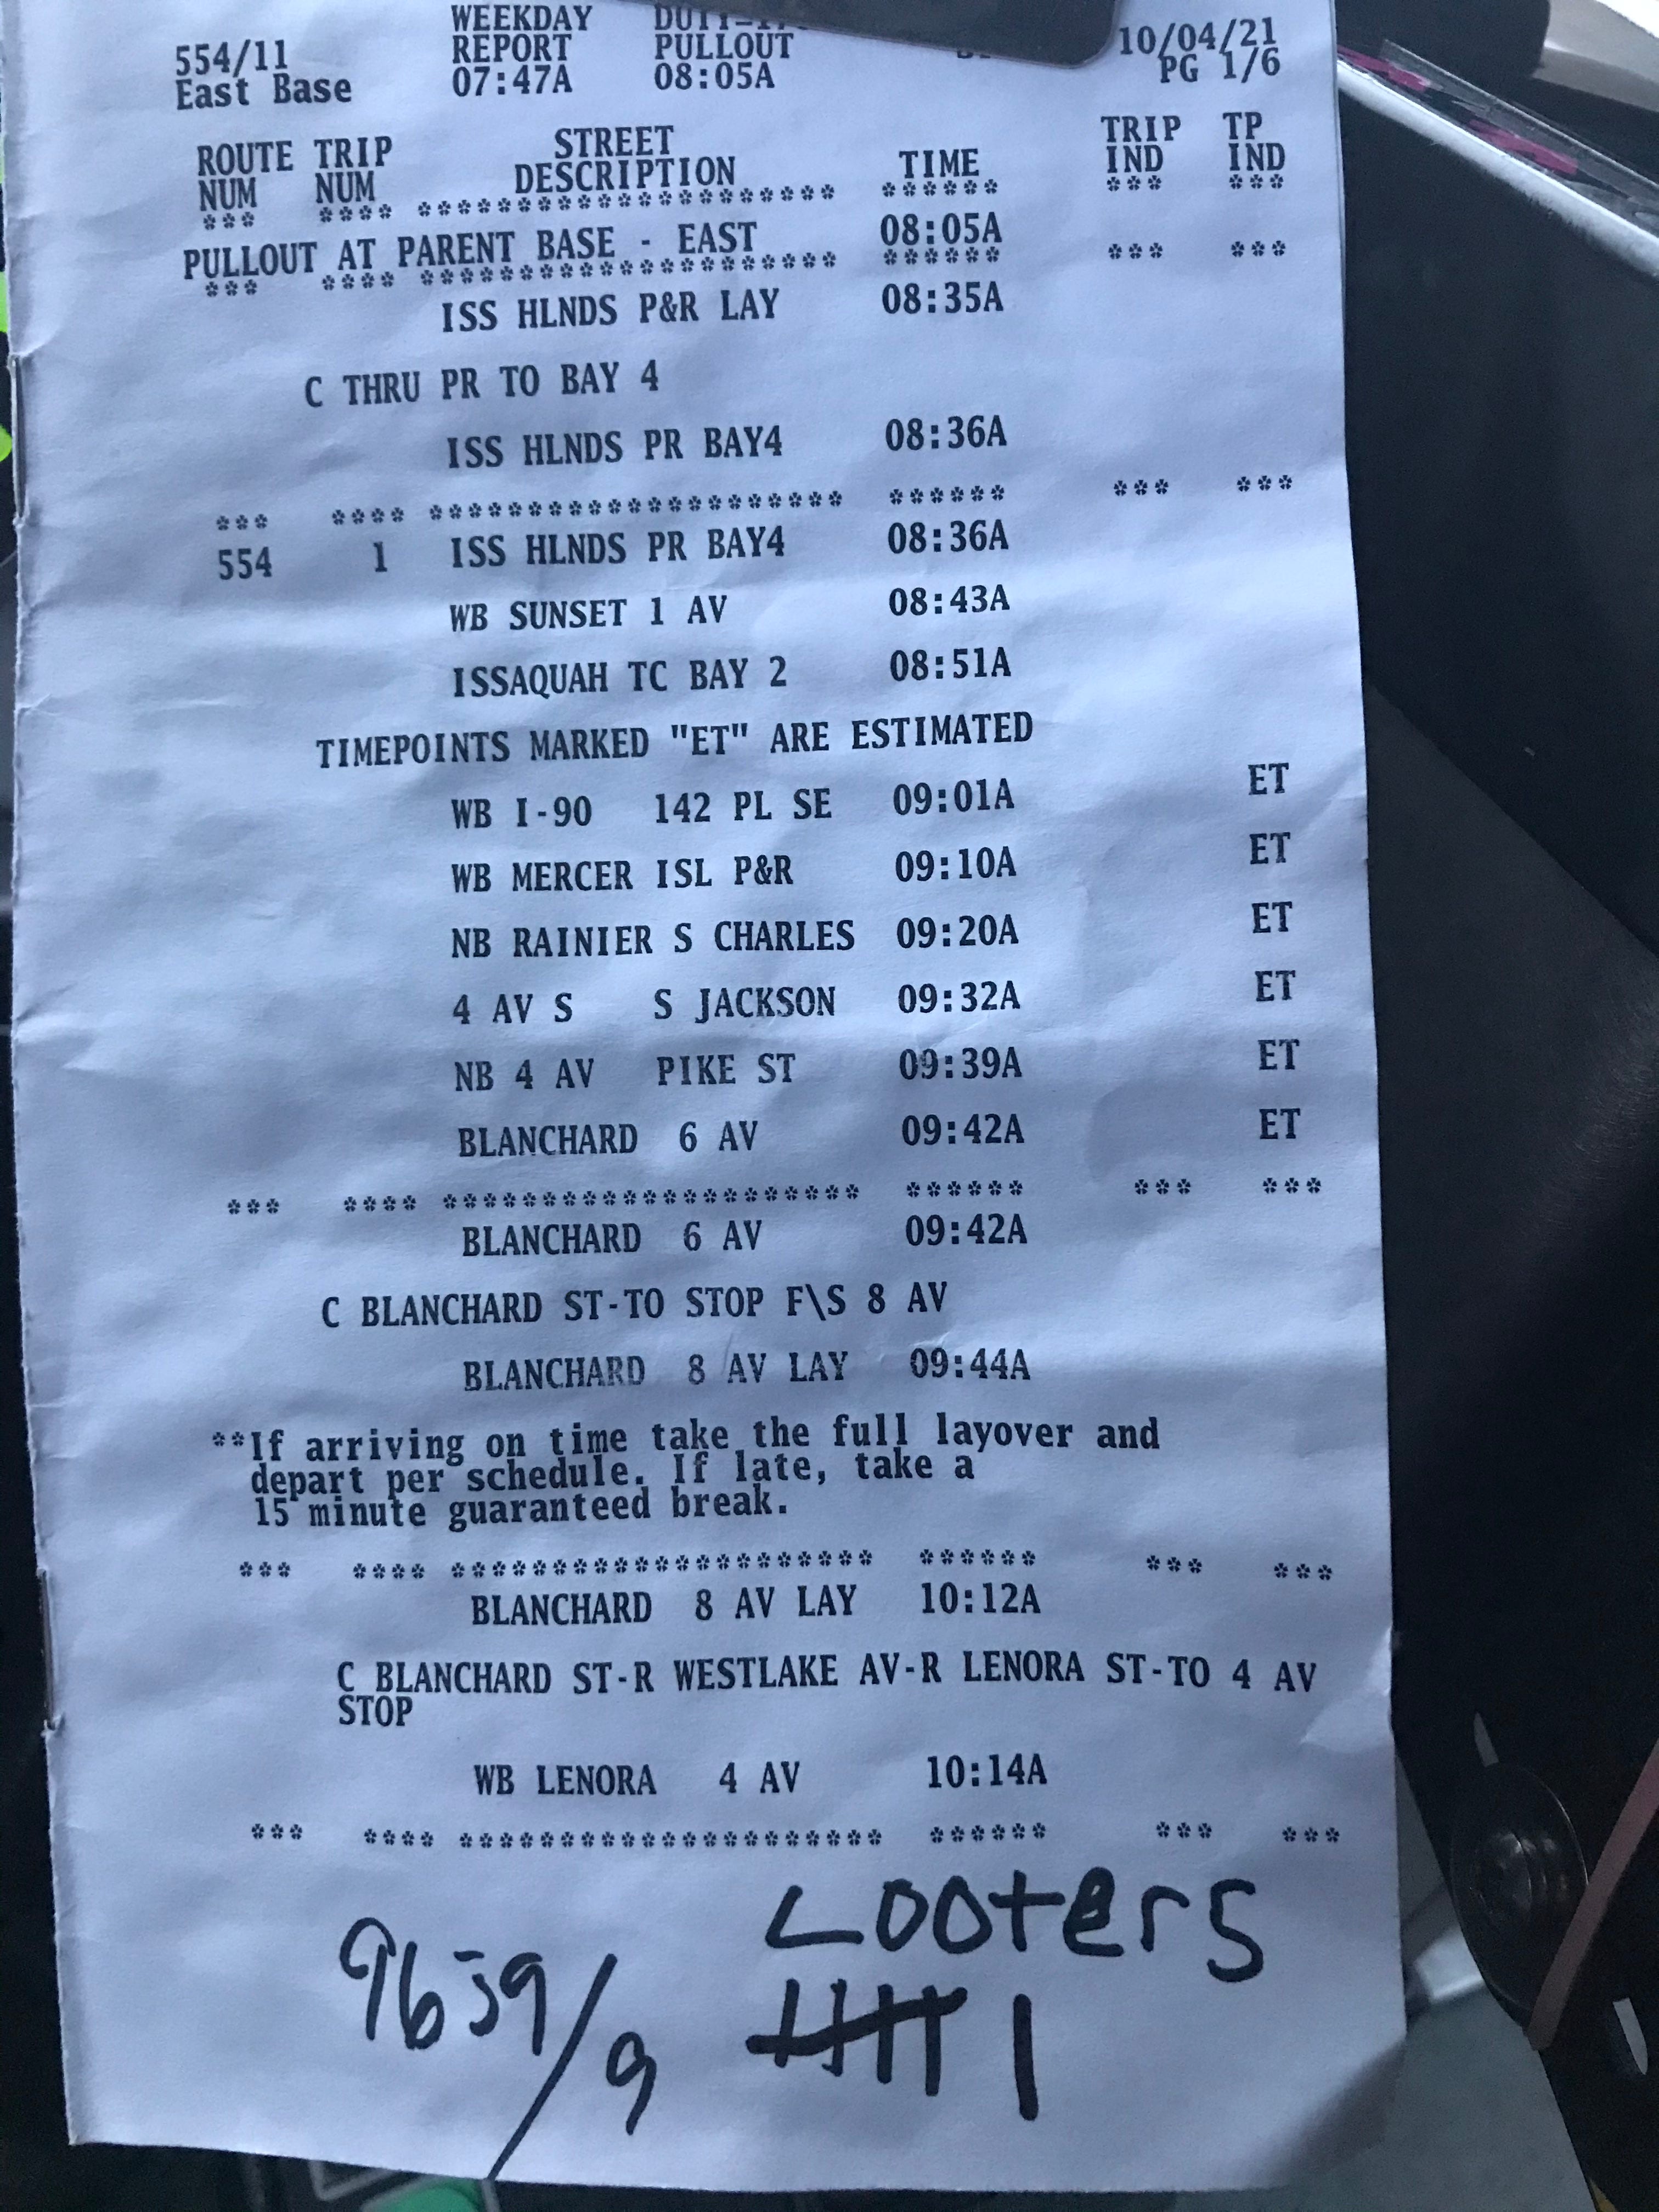 554/11 WEEKDAY 10/04/21
East Base REPORT PULLOUT PG 1/6
07:47A 08:05A
ROUTE TRIP STREET TIME TRIP TP
NUM NUM DESCRIPTION IND IND
*** **** ********************* ****** *** ***
PULLOUT AT PARENT BASE - EAST 08:05A
*** **** ********************* ****** *** ***
ISS HLNDS P&R LAY 08:35A
C THRU PR TO BAY 4
ISS HLNDS PR BAY4 08:36A
*** **** ********************* ****** *** ***
554 1 ISS HLNDS PR BAY4 08:36A
WB SUNSET 1 AV 08:43A
ISSAQUAH TC BAY 2 08:51A
TIMEPOINTS MARKED "ET" ARE ESTIMATED
WB I-90 142 PL SE 09:01A ET
WB MERCER ISL P&R 09:10A ET
NB RAINIER S CHARLES 09:20A ET
4 AV S S JACKSON 09:32A ET
NB 4 AV PIKE ST 09:39A ET
BLANCHARD 6 AV 09:42A ET
*** **** ********************* ****** *** ***
BLANCHARD 6 AV 09:42A
C BLANCHARD ST-TO STOP F\S 8 AV
BLANCHARD 8 AV LAY 09:44A
**If arriving on time take the full layover and
depart per schedule. If late, take a
15 minute guaranteed break.
*** **** ********************* ****** *** ***
BLANCHARD 8 AV LAY 10:12A
C BLANCHARD ST-R WESTLAKE AV-R LENORA ST-TO 4 AV
STOP
WB LENORA 4 AV 10:14A
*** **** ********************* ****** *** ***
Looters
9659/9